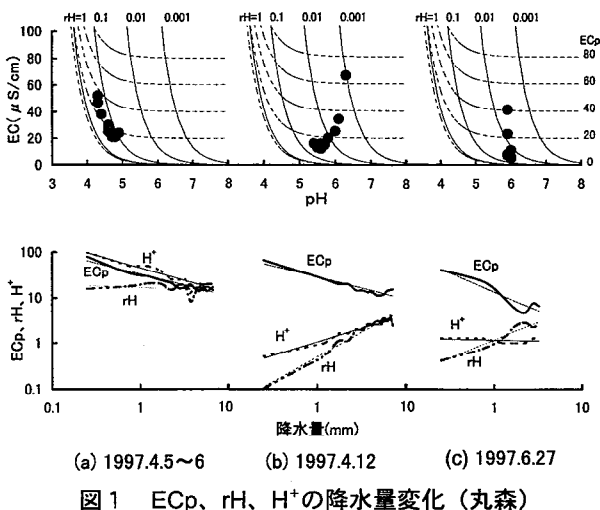 rH=1 0.1 0.01 0.001 rH=1 0.1 0.01 0.001 rH=1 0.1 0.01 0.001
ECp
EC(μS/cm)
100
80
60
40
20
0
80
60
40
20
0
3 4 5 6 7 8 4 5 6 7 8 4 5 6 7 8
pH
ECp、rH、H⁺
100
10
1
0.1
H⁺
ECp
rH
ECp
H⁺
rH
ECp
H⁺
rH
0.1 1 10 1 10 1 10
降水量(mm)
(a) 1997.4.5～6 (b) 1997.4.12 (c) 1997.6.27
図1 ECp、rH、H⁺の降水量変化（丸森）